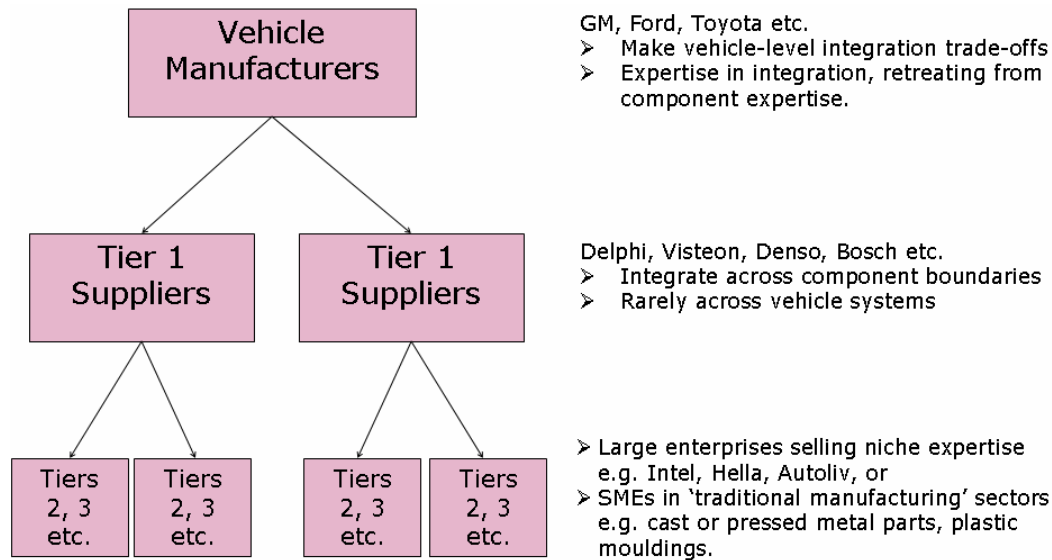 Vehicle
Manufacturers
GM, Ford, Toyota etc.
➢ Make vehicle-level integration trade-offs
➢ Expertise in integration, retreating from
component expertise.
Tier 1
Suppliers
Tier 1
Suppliers
Delphi, Visteon, Denso, Bosch etc.
➢ Integrate across component boundaries
➢ Rarely across vehicle systems
Tiers
2, 3
etc.
Tiers
2, 3
etc.
Tiers
2, 3
etc.
Tiers
2, 3
etc.
➢ Large enterprises selling niche expertise
e.g. Intel, Hella, Autoliv, or
➢ SMEs in ‘traditional manufacturing’ sectors
e.g. cast or pressed metal parts, plastic
mouldings.